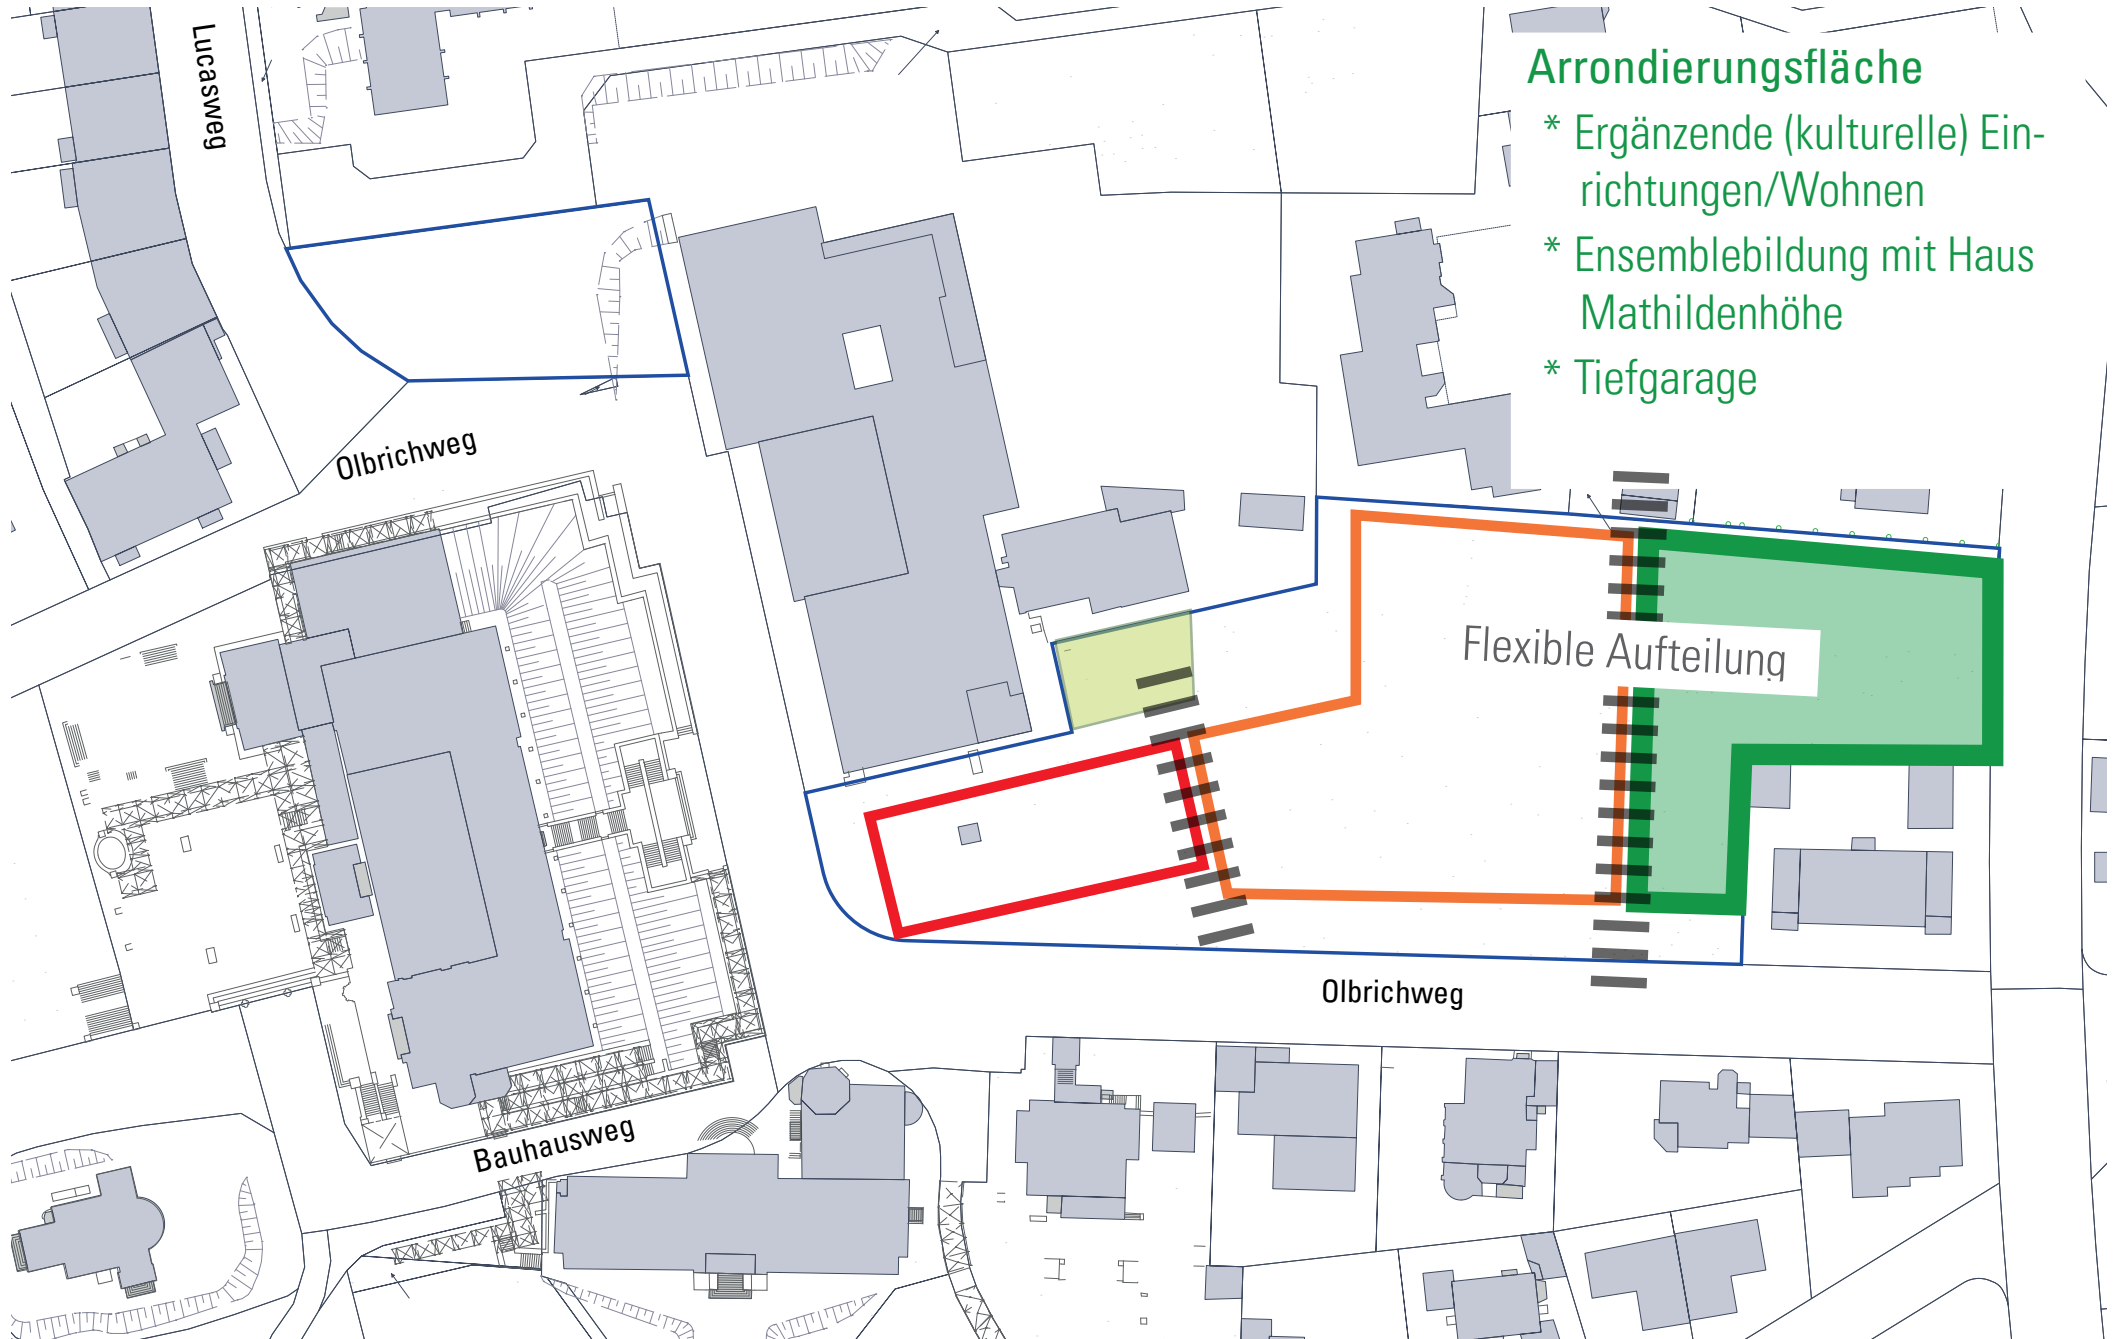 Lucasweg
Arrondierungsfläche
* Ergänzende (kulturelle) Ein-
richtungen/Wohnen
* Ensemblebildung mit Haus
Mathildenhöhe
* Tiefgarage
Olbrichweg
Flexible Aufteilung
Olbrichweg
Bauhausweg